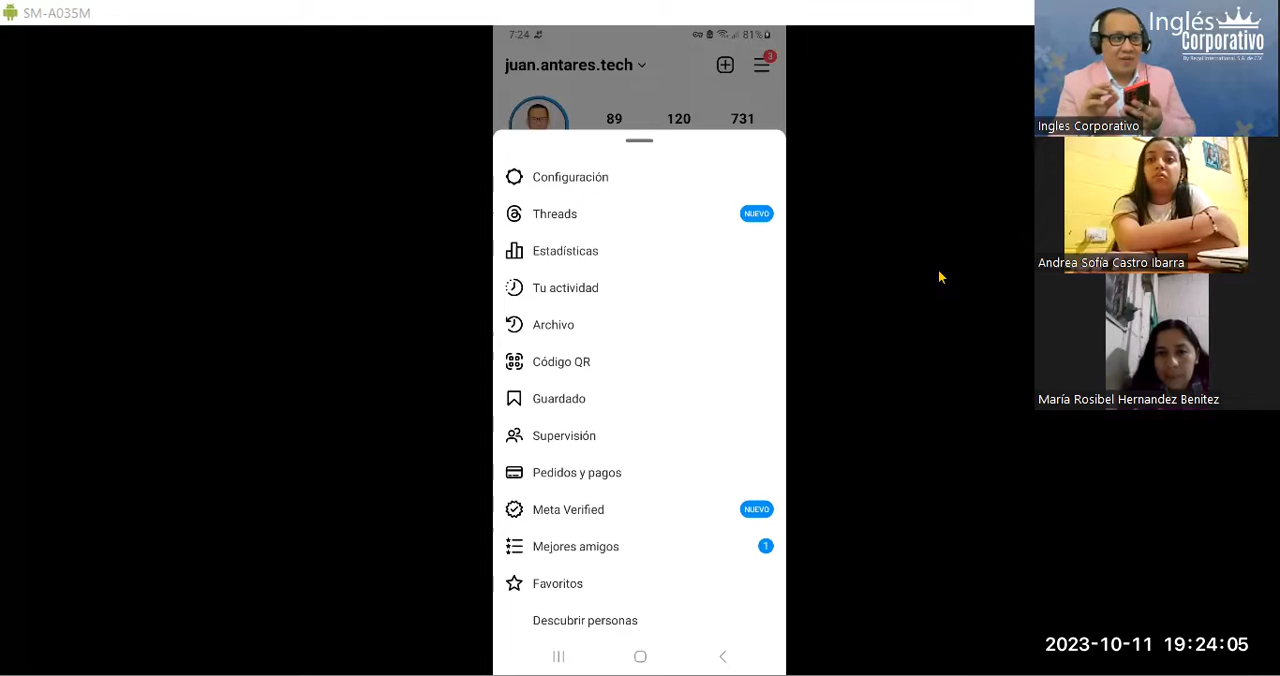 SM-A035M
7:24
81%
juan.antares.tech
3
89 120 731
Configuración
Threads NUEVO
Estadísticas
Tu actividad
Archivo
Código QR
Guardado
Supervisión
Pedidos y pagos
Meta Verified NUEVO
Mejores amigos 1
Favoritos
Descubrir personas
Inglés
Corporativo
Ingles Corporativo
Andrea Sofía Castro Ibarra
María Rosibel Hernandez Benitez
2023-10-11 19:24:05